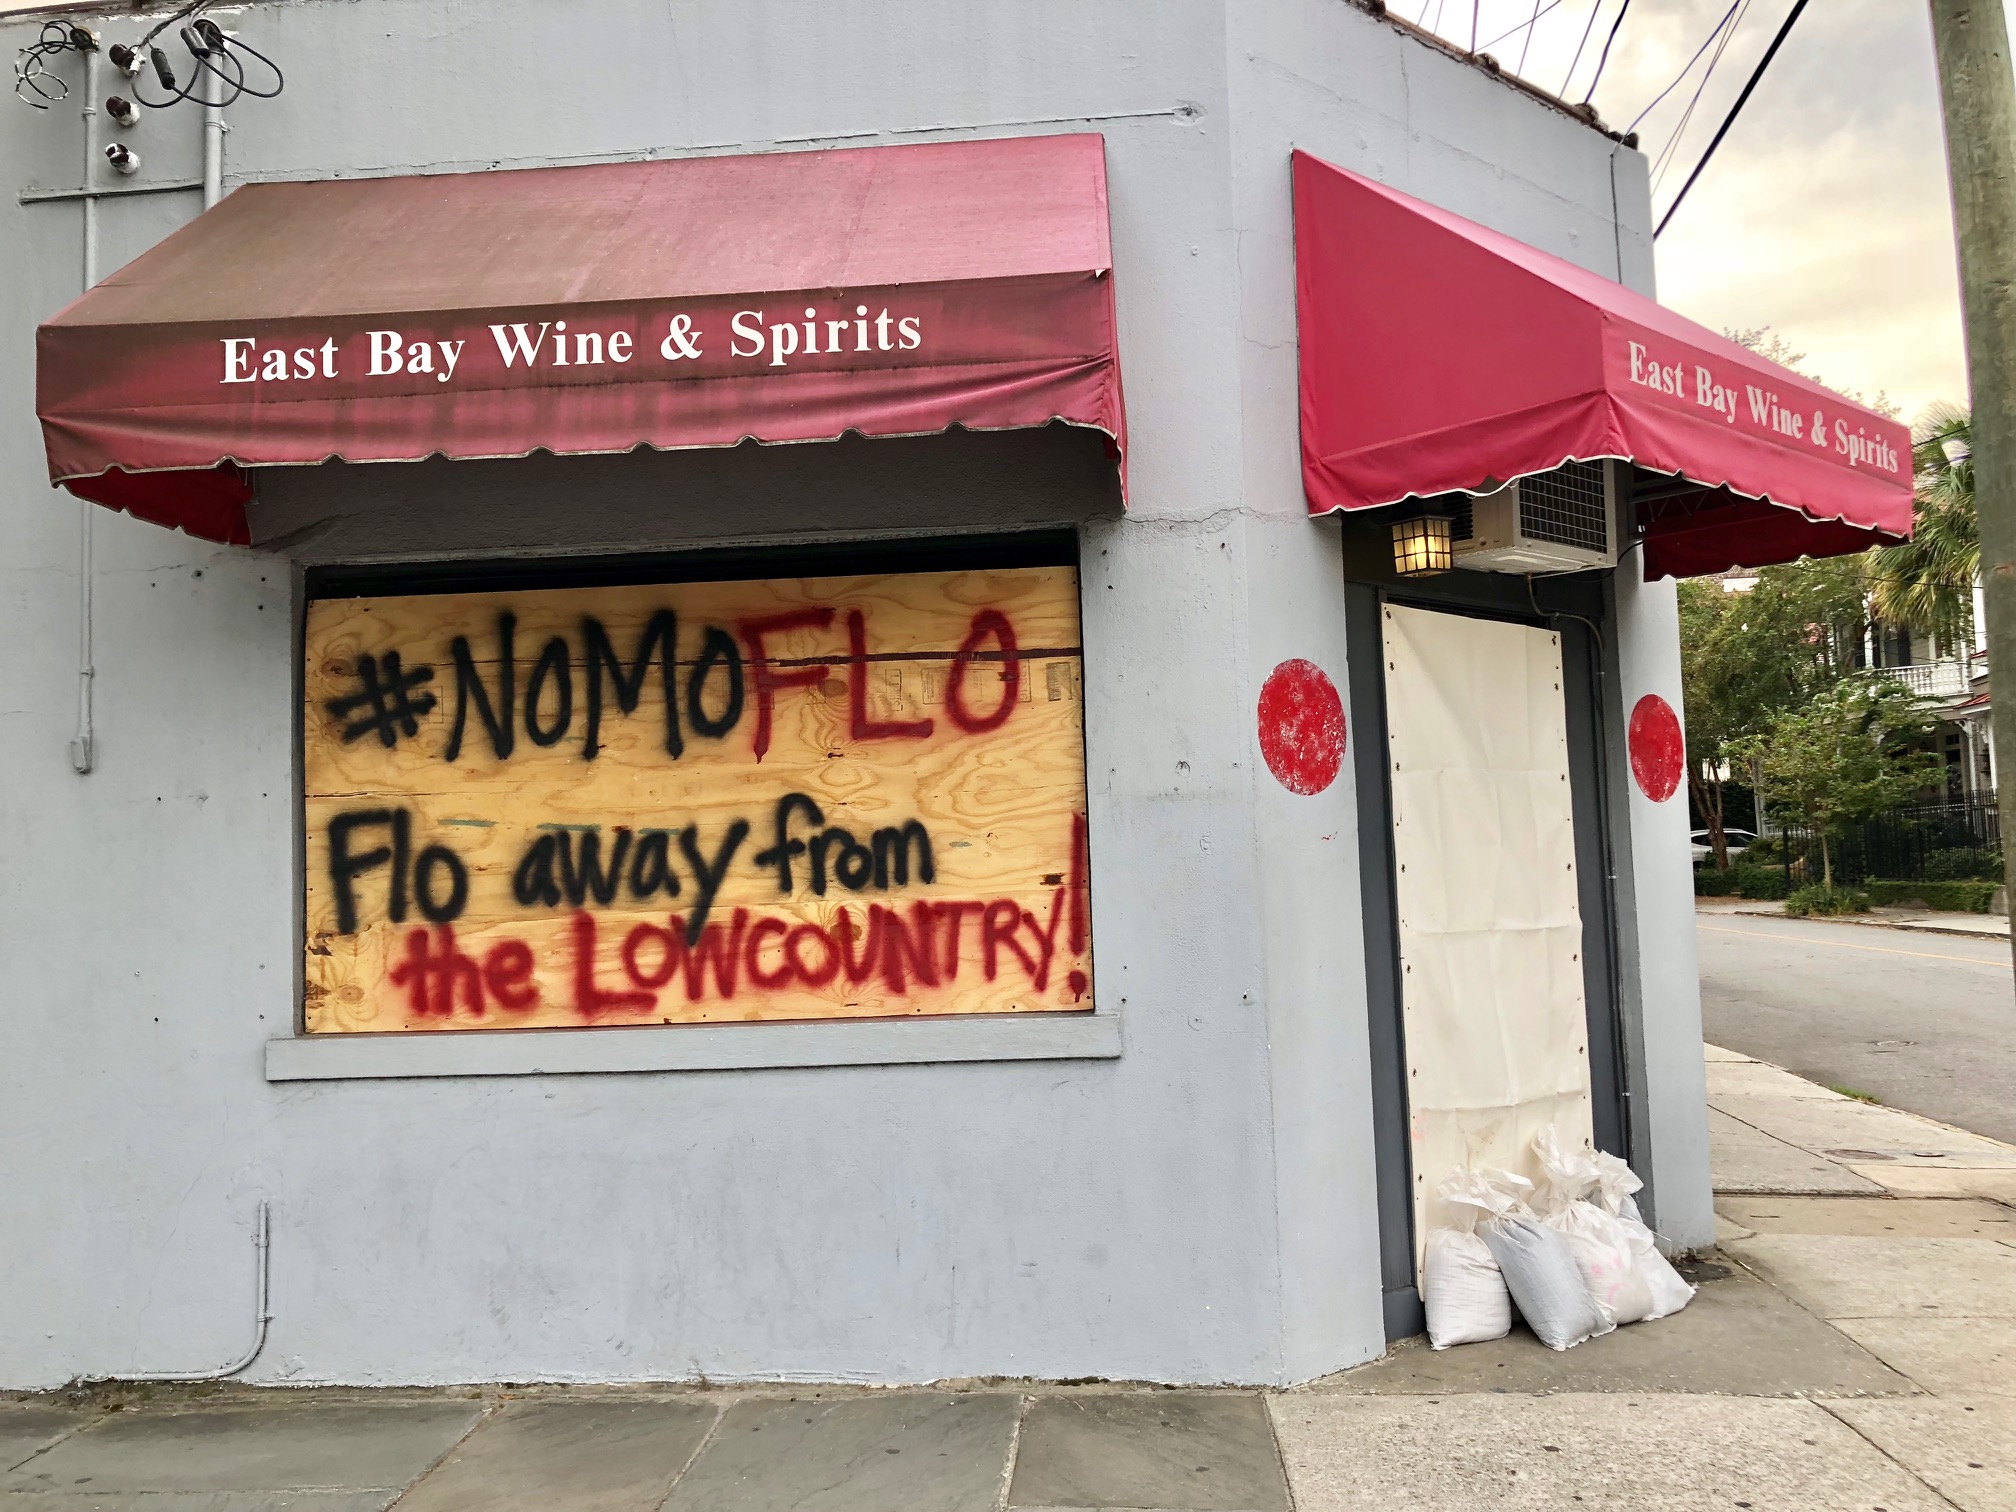 East Bay Wine & Spirits
East Bay Wine & Spirits
#NoMoFLO
Flo away from
the LOWCOUNTRY!